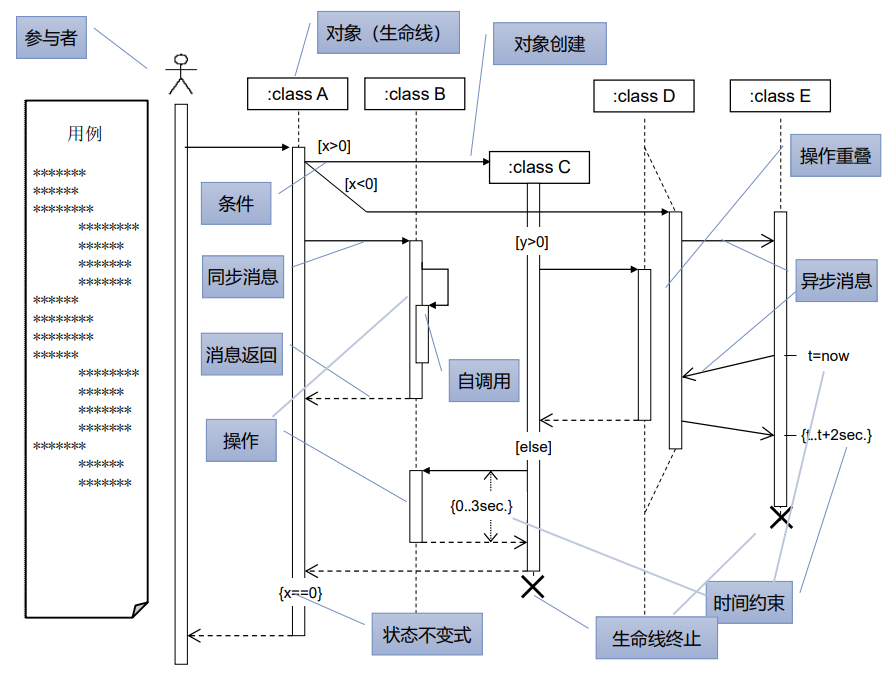 参与者
对象（生命线）
对象创建
:class A
:class B
:class D
:class E
用例
*******
******
********
********
******
*******
*******
******
********
********
******
********
******
*******
*******
*******
******
*******
[x>0]
:class C
操作重叠
[x<0]
条件
[y>0]
同步消息
异步消息
消息返回
t=now
自调用
操作
[else]
{t..t+2sec.}
{0..3sec.}
{x==0}
时间约束
状态不变式
生命线终止